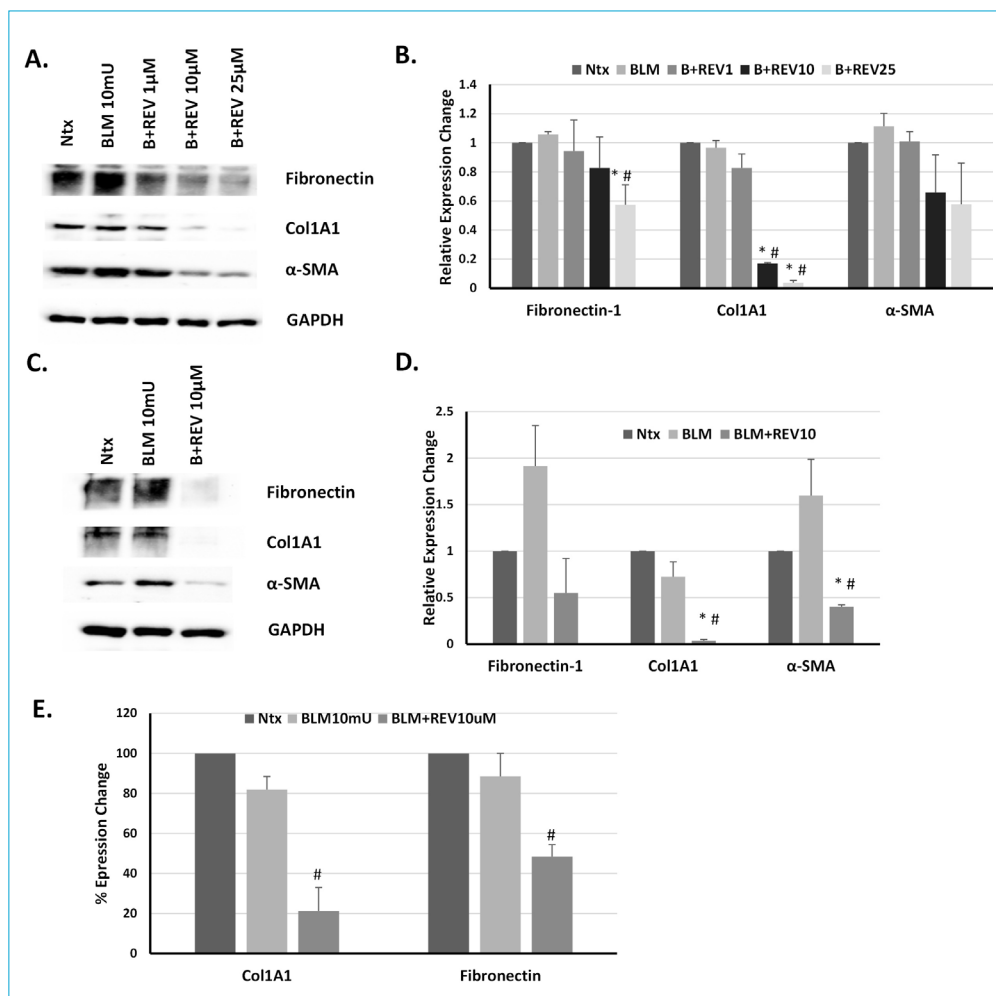 A.
Ntx
BLM 10mU
B+REV 1µM
B+REV 10µM
B+REV 25µM
Fibronectin
Col1A1
α-SMA
GAPDH
B.
Ntx BLM B+REV1 B+REV10 B+REV25
Relative Expression Change
1.4
1.2
1
0.8
0.6
0.4
0.2
0
* #
* #
* #
Fibronectin-1 Col1A1 α-SMA
C.
Ntx
BLM 10mU
B+REV 10µM
Fibronectin
Col1A1
α-SMA
GAPDH
D.
Ntx BLM BLM+REV10
Relative Expression Change
2.5
2
1.5
1
0.5
0
* #
* #
Fibronectin-1 Col1A1 α-SMA
E.
Ntx BLM10mU BLM+REV10uM
% Epression Change
120
100
80
60
40
20
0
#
#
Col1A1 Fibronectin